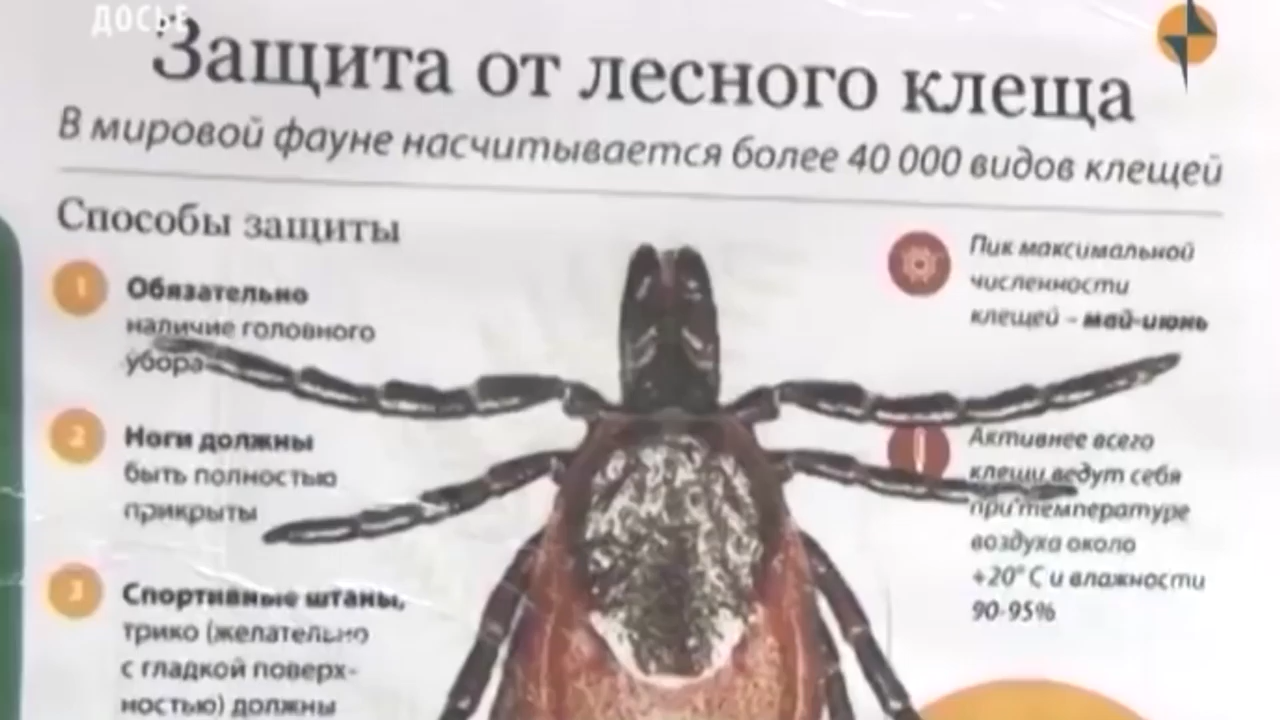 ДОСЬЕ
Защита от лесного клеща
В мировой фауне насчитывается более 40 000 видов клещей
Способы защиты
1
Обязательно
наличие головного
убора
2
Ноги должны
быть полностью
прикрыты
3
Спортивные штаны,
трико (желательно
с гладкой поверх-
ностью) должны
Пик максимальной
численности
клещей - май-июнь
Активнее всего
клещи ведут себя
при температуре
воздуха около
+20° С и влажности
90-95%